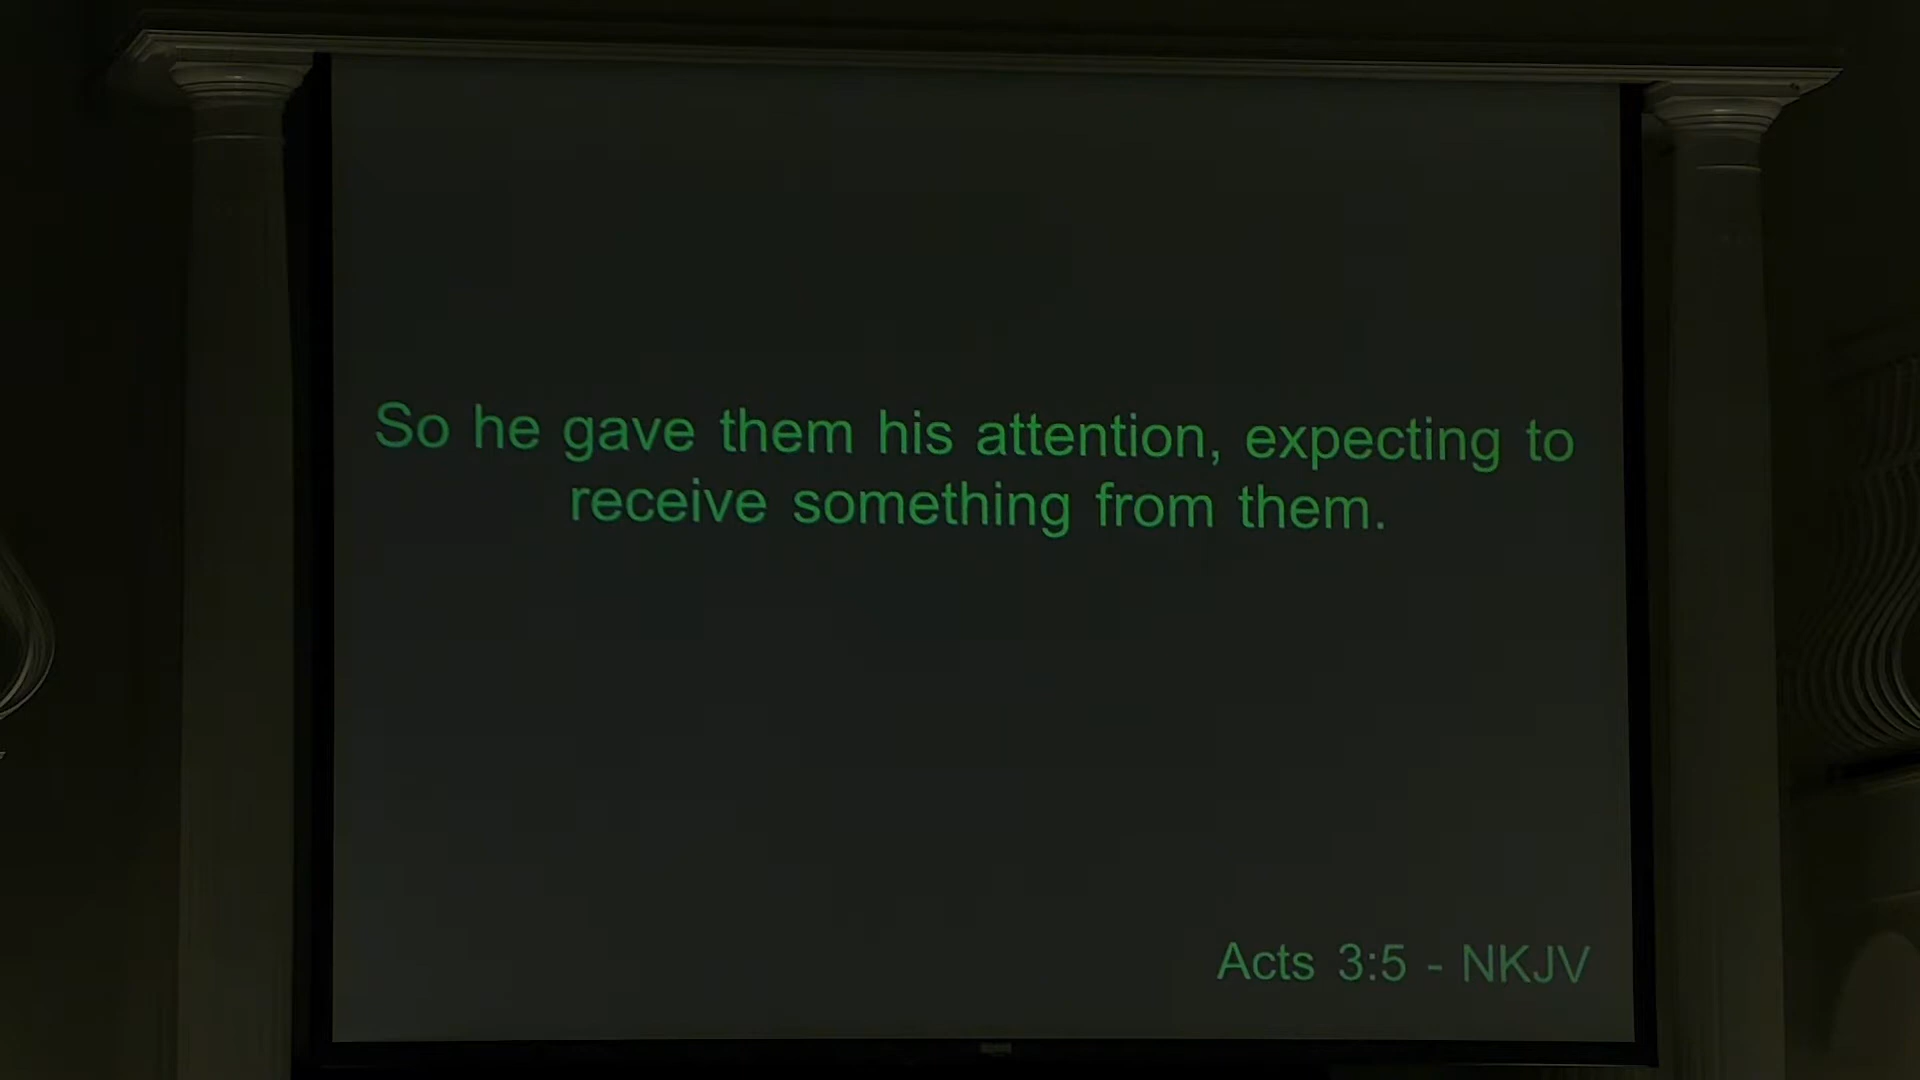 So he gave them his attention, expecting to
receive something from them.
Acts 3:5 - NKJV